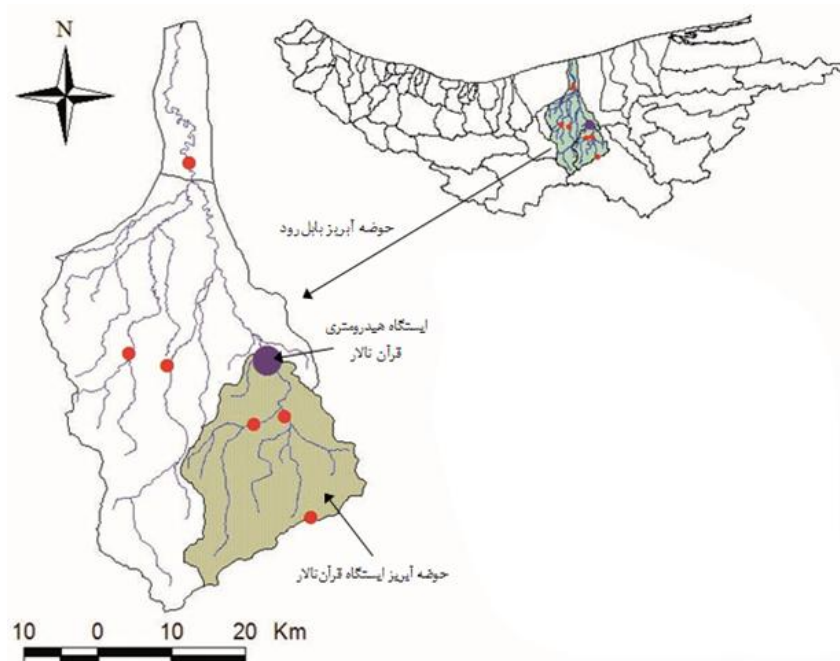 N
حوضه آبریز بابل‌رود
ایستگاه هیدرومتری
قرآن تالار
حوضه آبریز ایستگاه قرآن‌تالار
10 0 10 20 Km